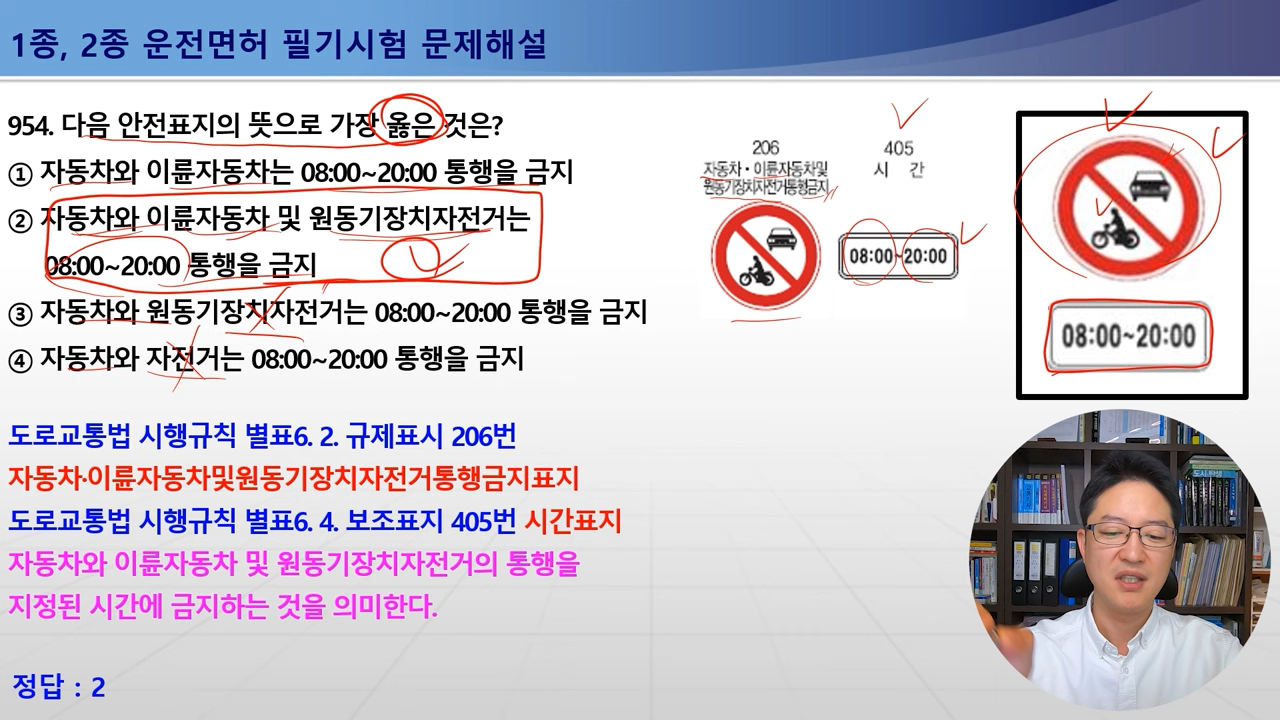 1종, 2종 운전면허 필기시험 문제해설
954. 다음 안전표지의 뜻으로 가장 옳은 것은?
① 자동차와 이륜자동차는 08:00~20:00 통행을 금지
② 자동차와 이륜자동차 및 원동기장치자전거는
08:00~20:00 통행을 금지
③ 자동차와 원동기장치자전거는 08:00~20:00 통행을 금지
④ 자동차와 자전거는 08:00~20:00 통행을 금지
206
자동차·이륜자동차및
원동기장치자전거통행금지
405
시 간
08:00~20:00
08:00~20:00
도로교통법 시행규칙 별표6. 2. 규제표시 206번
자동차·이륜자동차및원동기장치자전거통행금지표지
도로교통법 시행규칙 별표6. 4. 보조표지 405번 시간표지
자동차와 이륜자동차 및 원동기장치자전거의 통행을
지정된 시간에 금지하는 것을 의미한다.
정답 : 2